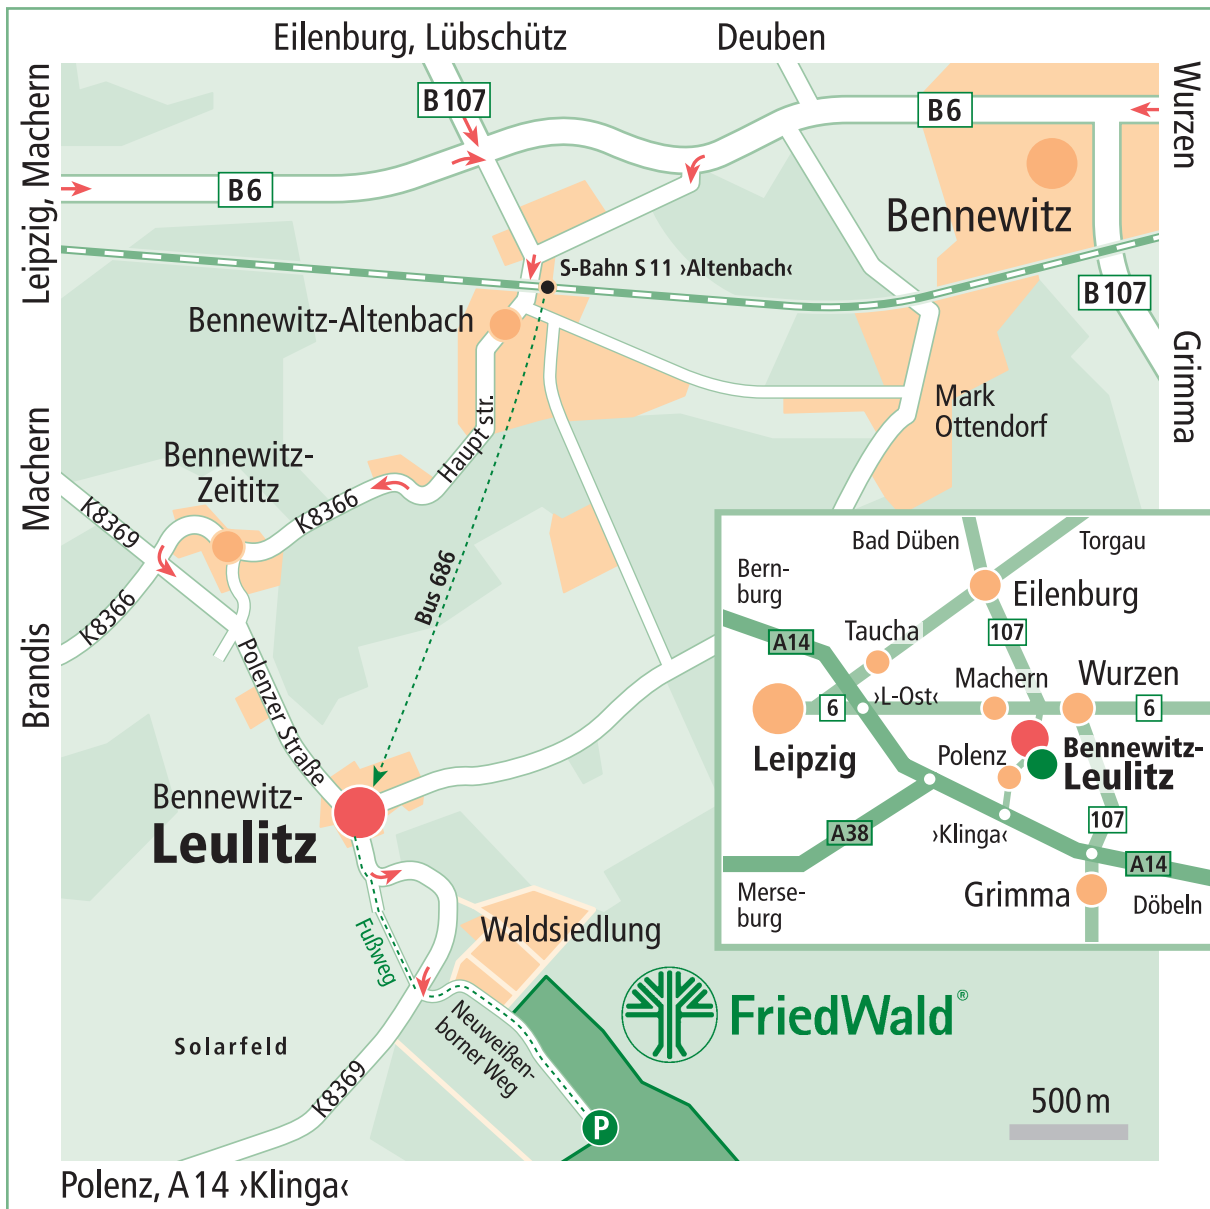 Eilenburg, Lübschütz
Deuben
B 107
B6
B6
Leipzig, Machern
Wurzen
Bennewitz
S-Bahn S 11 ›Altenbach‹
B 107
Bennewitz-Altenbach
Grimma
Mark
Ottendorf
Haupt str.
Machern
Bennewitz-
Zeititz
K8369
K8366
K8366
Bus 686
Brandis
Polenzer Straße
Bennewitz-
Leulitz
Fußweg
Waldsiedlung
FriedWald®
Neuweißen-
borner Weg
Solarfeld
K8369
P
500 m
Polenz, A 14 ›Klinga‹
Bad Düben
Torgau
Bern-
burg
Eilenburg
A14
Taucha
107
Machern
Wurzen
›L-Ost‹
6
6
Leipzig
Polenz
Bennewitz-
Leulitz
A38
›Klinga‹
107
A14
Merse-
burg
Grimma
Döbeln